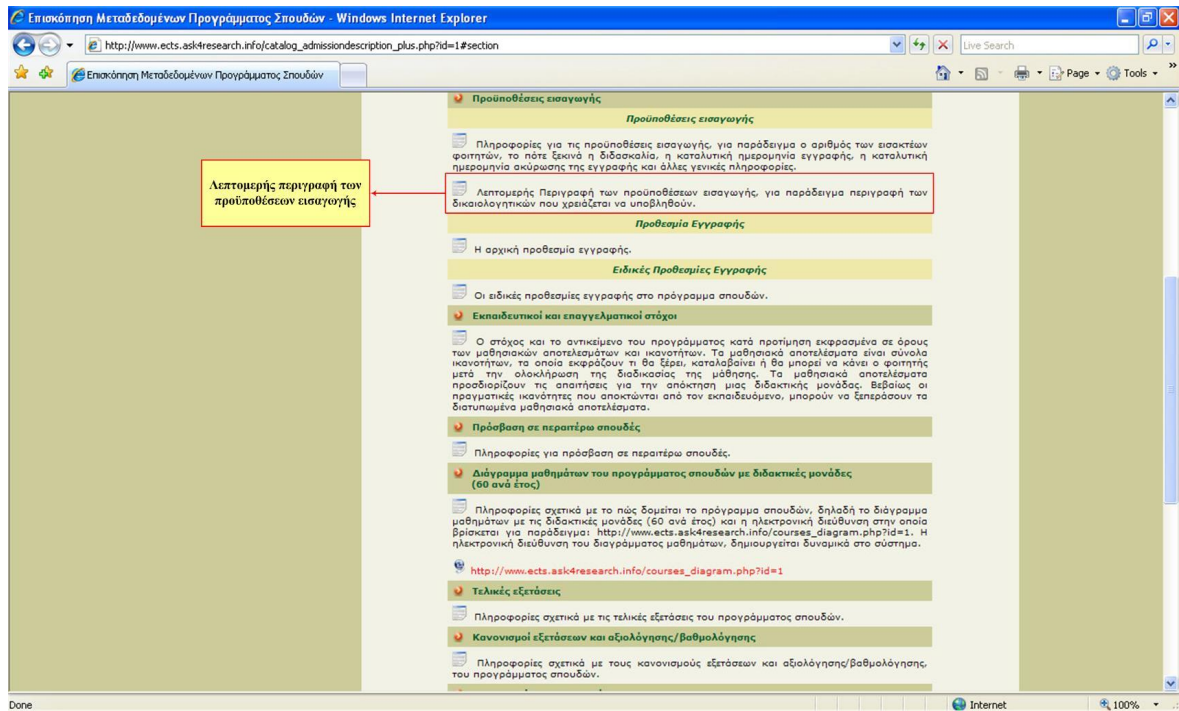 Επισκόπηση Μεταδεδομένων Προγράμματος Σπουδών - Windows Internet Explorer
http://www.ects.ask4research.info/catalog_admissiondescription_plus.php?id=1#section
Live Search
Επισκόπηση Μεταδεδομένων Προγράμματος Σπουδών
Page
Tools
Προϋποθέσεις εισαγωγής
Προϋποθέσεις εισαγωγής
Πληροφορίες για τις προϋποθέσεις εισαγωγής, για παράδειγμα ο αριθμός των εισακτέων
φοιτητών, το πότε ξεκινά η διδασκαλία, η καταλυτική ημερομηνία εγγραφής, η καταλυτική
ημερομηνία ακύρωσης της εγγραφής και άλλες γενικές πληροφορίες.
Λεπτομερής περιγραφή των
προϋποθέσεων εισαγωγής
Λεπτομερής Περιγραφή των προϋποθέσεων εισαγωγής, για παράδειγμα περιγραφή των
δικαιολογητικών που χρειάζεται να υποβληθούν.
Προθεσμία Εγγραφής
Η αρχική προθεσμία εγγραφής.
Ειδικές Προθεσμίες Εγγραφής
Οι ειδικές προθεσμίες εγγραφής στο πρόγραμμα σπουδών.
Εκπαιδευτικοί και επαγγελματικοί στόχοι
Ο στόχος και το αντικείμενο του προγράμματος κατά προτίμηση εκφρασμένα σε όρους
των μαθησιακών αποτελεσμάτων και ικανοτήτων. Τα μαθησιακά αποτελέσματα είναι σύνολα
ικανοτήτων, τα οποία εκφράζουν τι θα ξέρει, καταλαβαίνει ή θα μπορεί να κάνει ο φοιτητής
μετά την ολοκλήρωση της διαδικασίας της μάθησης. Τα μαθησιακά αποτελέσματα
προσδιορίζουν τις απαιτήσεις για την απόκτηση μιας διδακτικής μονάδας. Βεβαίως οι
πραγματικές ικανότητες που αποκτώνται από τον εκπαιδευόμενο, μπορούν να ξεπεράσουν τα
διατυπωμένα μαθησιακά αποτελέσματα.
Πρόσβαση σε περαιτέρω σπουδές
Πληροφορίες για πρόσβαση σε περαιτέρω σπουδές.
Διάγραμμα μαθημάτων του προγράμματος σπουδών με διδακτικές μονάδες
(60 ανά έτος)
Πληροφορίες σχετικά με το πώς δομείται το πρόγραμμα σπουδών, δηλαδή το διάγραμμα
μαθημάτων με τις διδακτικές μονάδες (60 ανά έτος) και η ηλεκτρονική διεύθυνση στην οποία
βρίσκεται για παράδειγμα: http://www.ects.ask4research.info/courses_diagram.php?id=1. Η
ηλεκτρονική διεύθυνση του διαγράμματος μαθημάτων, δημιουργείται δυναμικά στο σύστημα.
http://www.ects.ask4research.info/courses_diagram.php?id=1
Τελικές εξετάσεις
Πληροφορίες σχετικά με τις τελικές εξετάσεις του προγράμματος σπουδών.
Κανονισμοί εξετάσεων και αξιολόγησης/βαθμολόγησης
Πληροφορίες σχετικά με τους κανονισμούς εξετάσεων και αξιολόγησης/βαθμολόγησης,
του προγράμματος σπουδών.
Done
Internet
100%